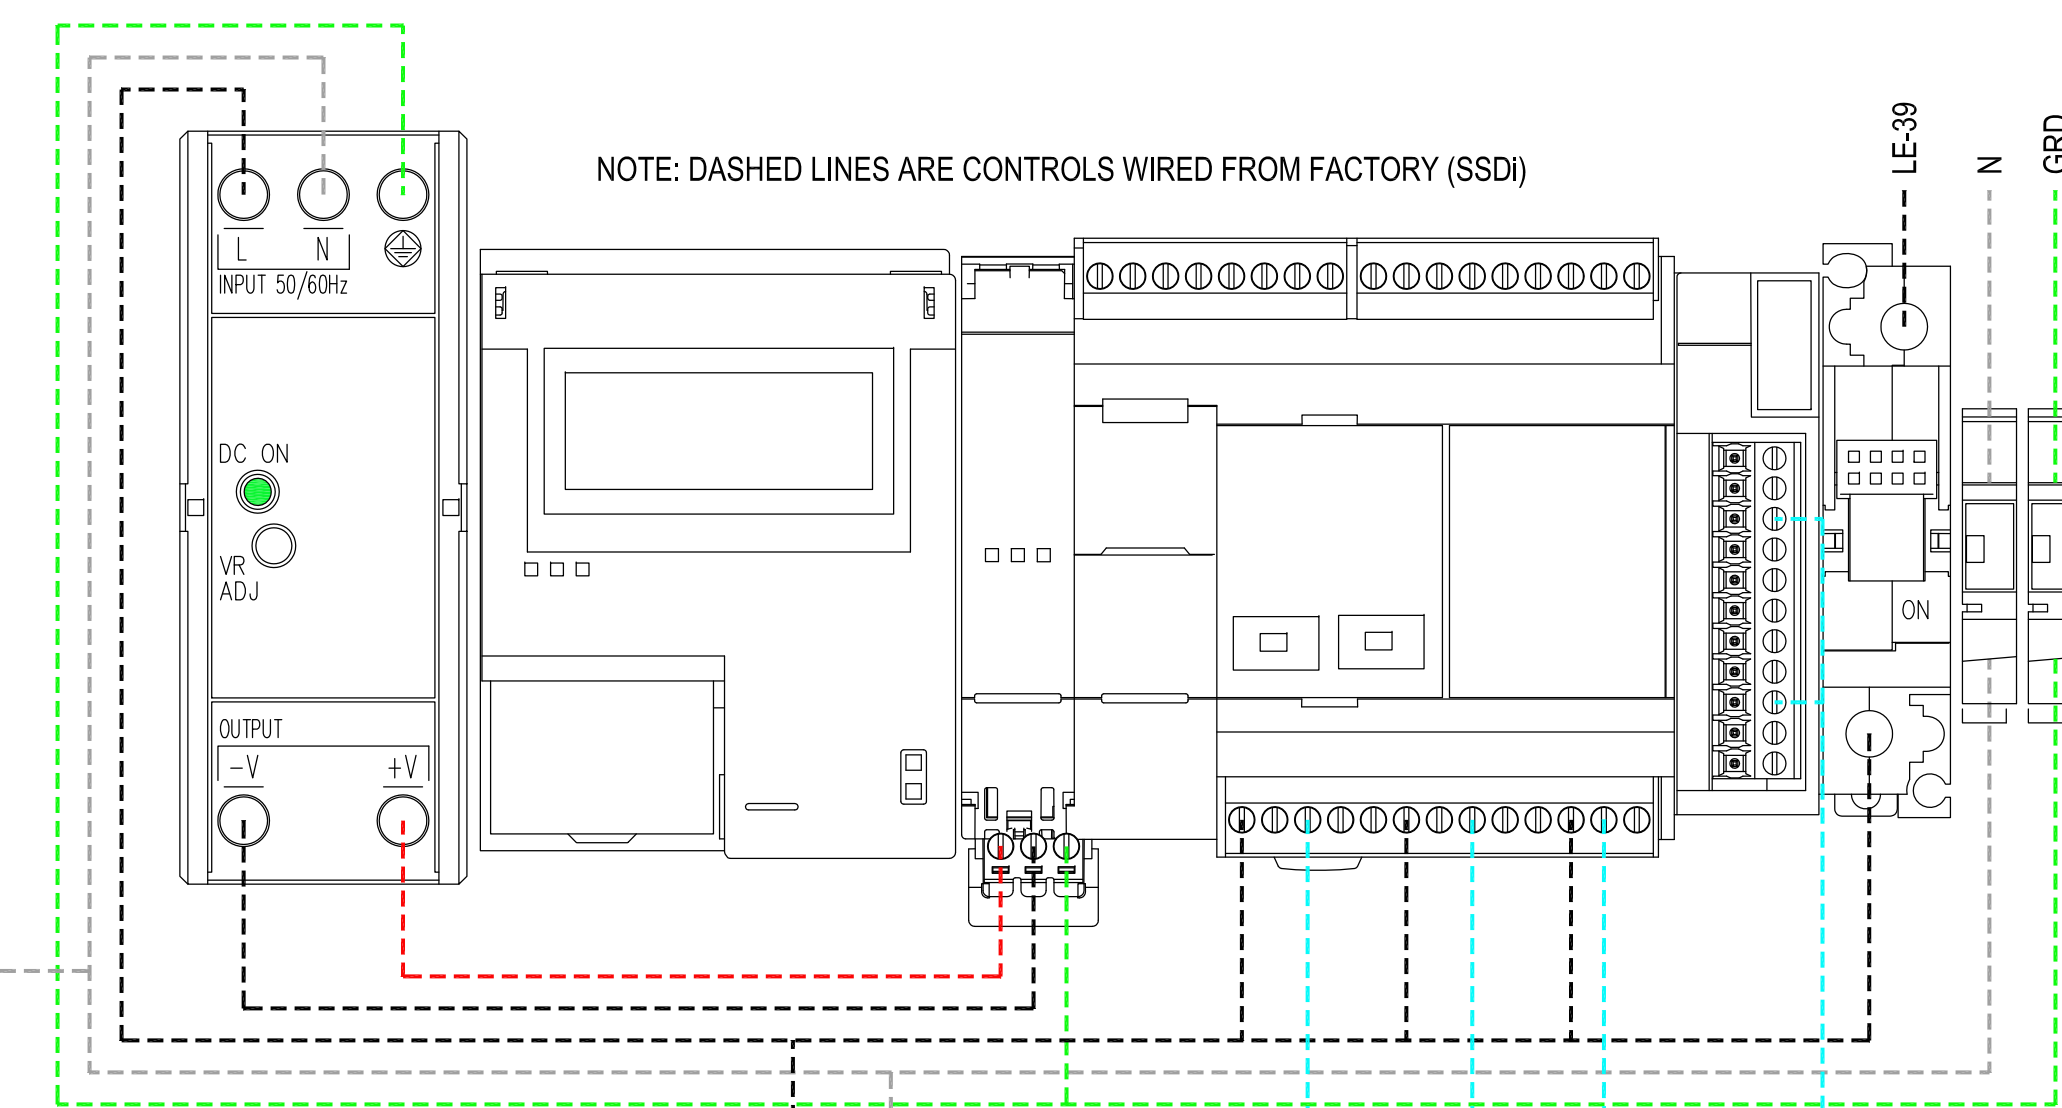 LE-39
N
GRD
NOTE: DASHED LINES ARE CONTROLS WIRED FROM FACTORY (SSDi)
L N
INPUT 50/60Hz
DC ON
VR
ADJ
ON
OUTPUT
-V +V